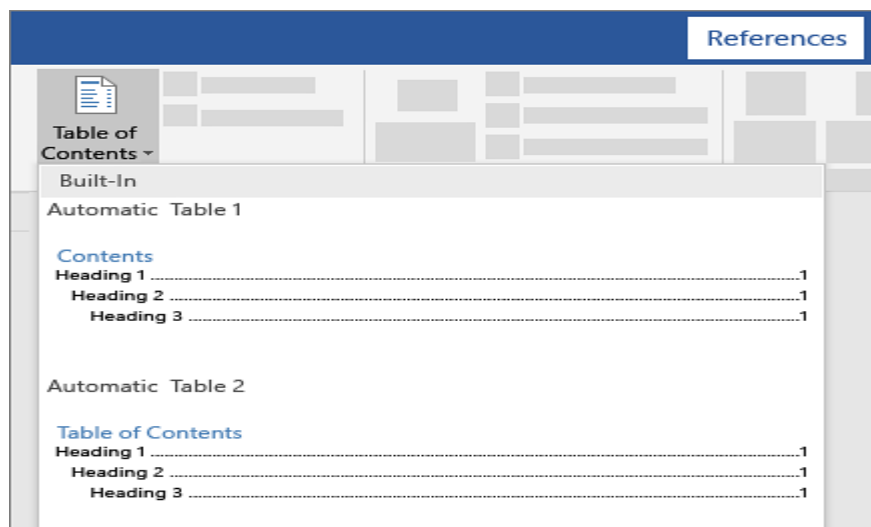 References
Table of
Contents
Built-In
Automatic Table 1
Contents
Heading 1 ........................................ 1
Heading 2 ........................................ 1
Heading 3 ........................................ 1
Automatic Table 2
Table of Contents
Heading 1 ........................................ 1
Heading 2 ........................................ 1
Heading 3 ........................................ 1